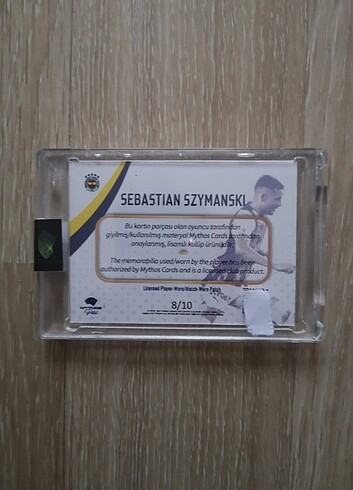 SEBASTIAN SZYMANSKI
Bu kartın parçası olan oyuncu tarafından
giyilmiş/kullanılmış materyal Mythos Cards tarafından
onaylanmış, lisanslı kulüp ürünüdür.
The memorabilia used/worn by the player has been
authorized by Mythos Cards and is a licensed club product.
Licensed Player-Worn/Match-Worn Patch
8/10